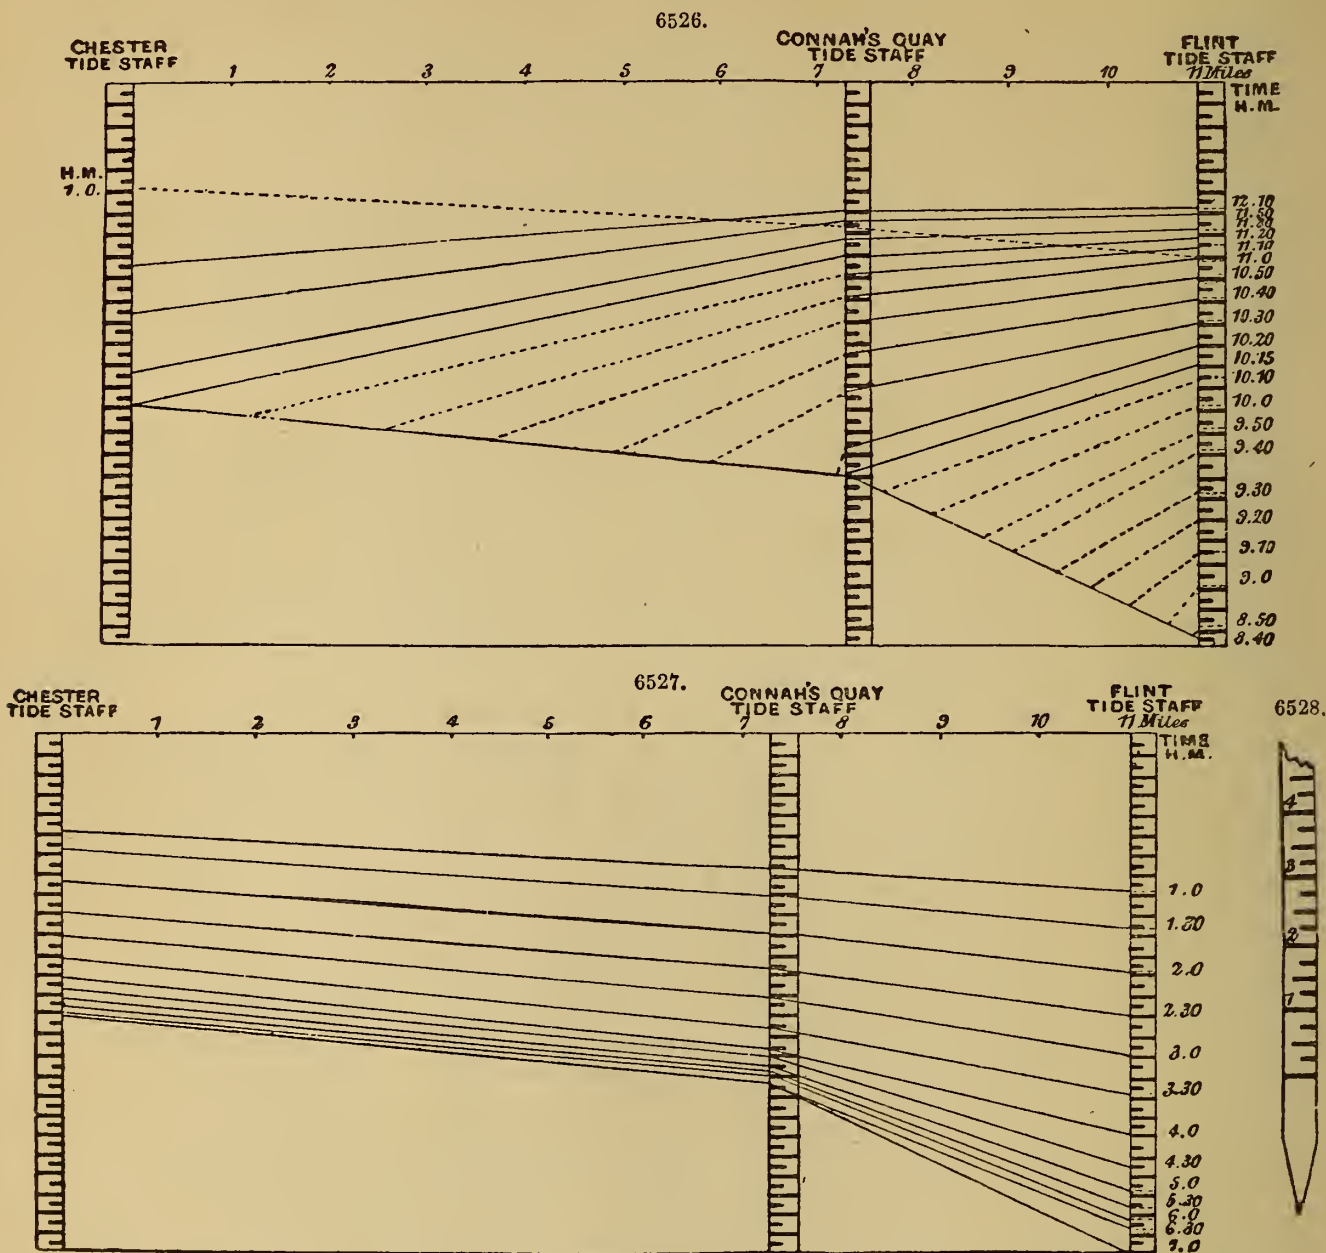 6526.
CHESTER
TIDE STAFF
CONNAH'S QUAY
TIDE STAFF
FLINT
TIDE STAFF
1 2 3 4 5 6 7 8 9 10 11 Miles
TIME
H.M.
H.M.
1.0.
12.10
11.50
11.20
11.10
11.0
10.50
10.40
10.30
10.20
10.15
10.10
10.0
9.50
9.40
9.30
9.20
9.10
9.0
8.50
8.40
6527.
CHESTER
TIDE STAFF
CONNAH'S QUAY
TIDE STAFF
FLINT
TIDE STAFF
1 2 3 4 5 6 7 8 9 10 11 Miles
TIME
H.M.
1.0
1.30
2.0
2.30
3.0
3.30
4.0
4.30
5.0
5.30
6.0
6.30
7.0
6528.
4
3
2
1